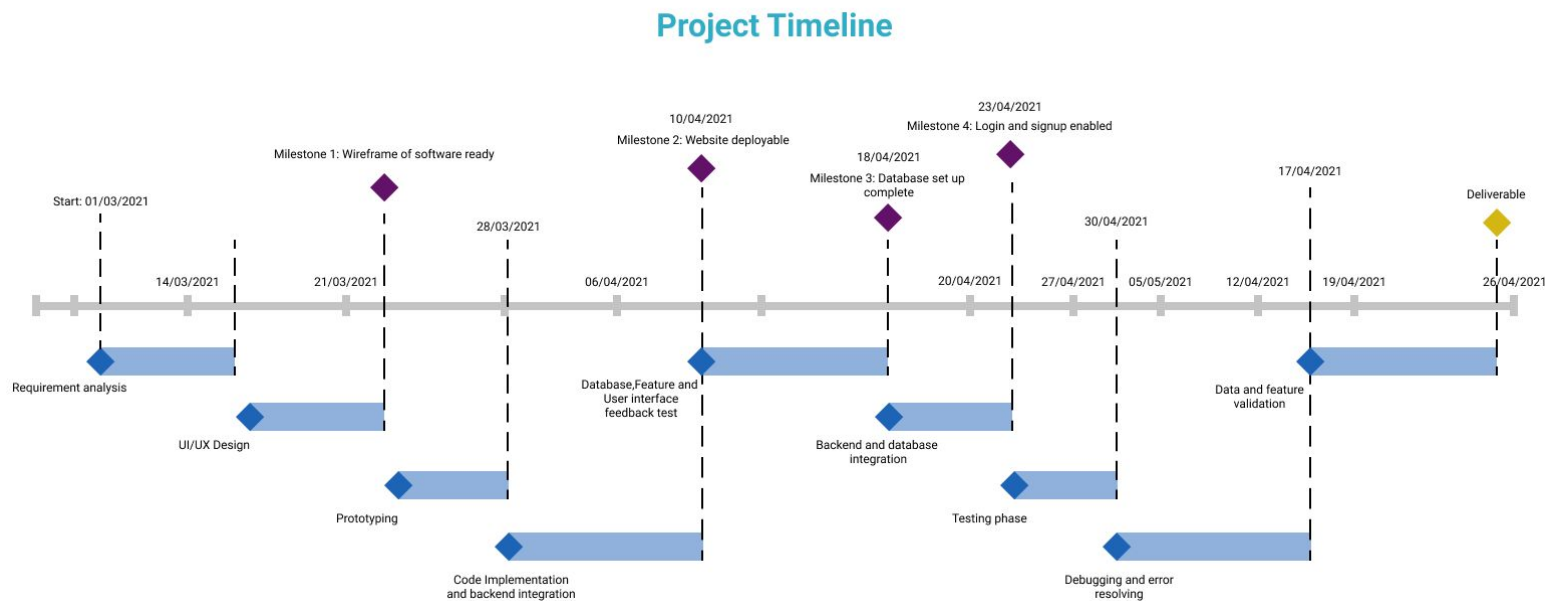 Project Timeline
23/04/2021
Milestone 4: Login and signup enabled
10/04/2021
Milestone 2: Website deployable
Milestone 1: Wireframe of software ready
18/04/2021
Milestone 3: Database set up
complete
17/04/2021
Deliverable
Start: 01/03/2021
28/03/2021
30/04/2021
14/03/2021
21/03/2021
06/04/2021
20/04/2021
27/04/2021
05/05/2021
12/04/2021
19/04/2021
26/04/2021
Requirement analysis
Database,Feature and
User interface
feedback test
Data and feature
validation
UI/UX Design
Backend and database
integration
Prototyping
Testing phase
Code Implementation
and backend integration
Debugging and error
resolving